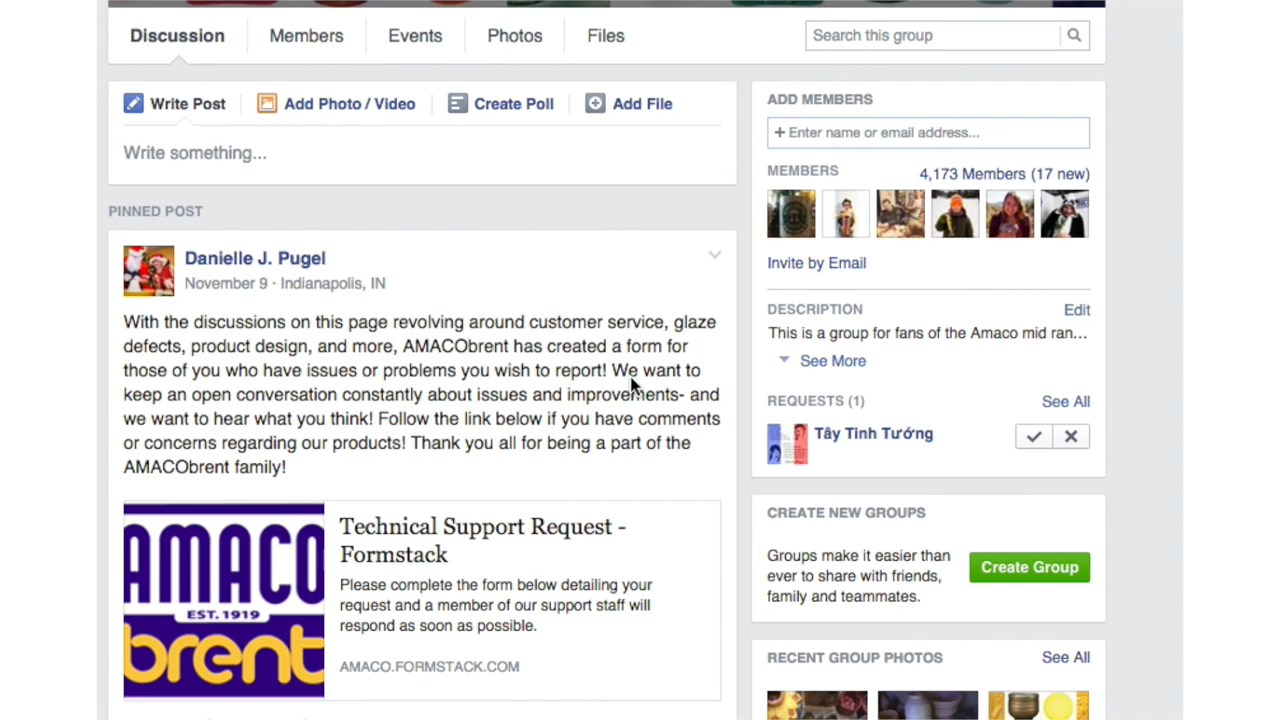 Discussion Members Events Photos Files
Search this group
Write Post Add Photo / Video Create Poll Add File
Write something...
PINNED POST
Danielle J. Pugel
November 9 · Indianapolis, IN
With the discussions on this page revolving around customer service, glaze
defects, product design, and more, AMACObrent has created a form for
those of you who have issues or problems you wish to report! We want to
keep an open conversation constantly about issues and improvements- and
we want to hear what you think! Follow the link below if you have comments
or concerns regarding our products! Thank you all for being a part of the
AMACObrent family!
AMACO
EST. 1919
brent
Technical Support Request -
Formstack
Please complete the form below detailing your
request and a member of our support staff will
respond as soon as possible.
AMACO.FORMSTACK.COM
ADD MEMBERS
+ Enter name or email address...
MEMBERS 4,173 Members (17 new)
Invite by Email
DESCRIPTION Edit
This is a group for fans of the Amaco mid ran...
See More
REQUESTS (1) See All
Tây Tinh Tướng
CREATE NEW GROUPS
Groups make it easier than
ever to share with friends,
family and teammates.
Create Group
RECENT GROUP PHOTOS See All